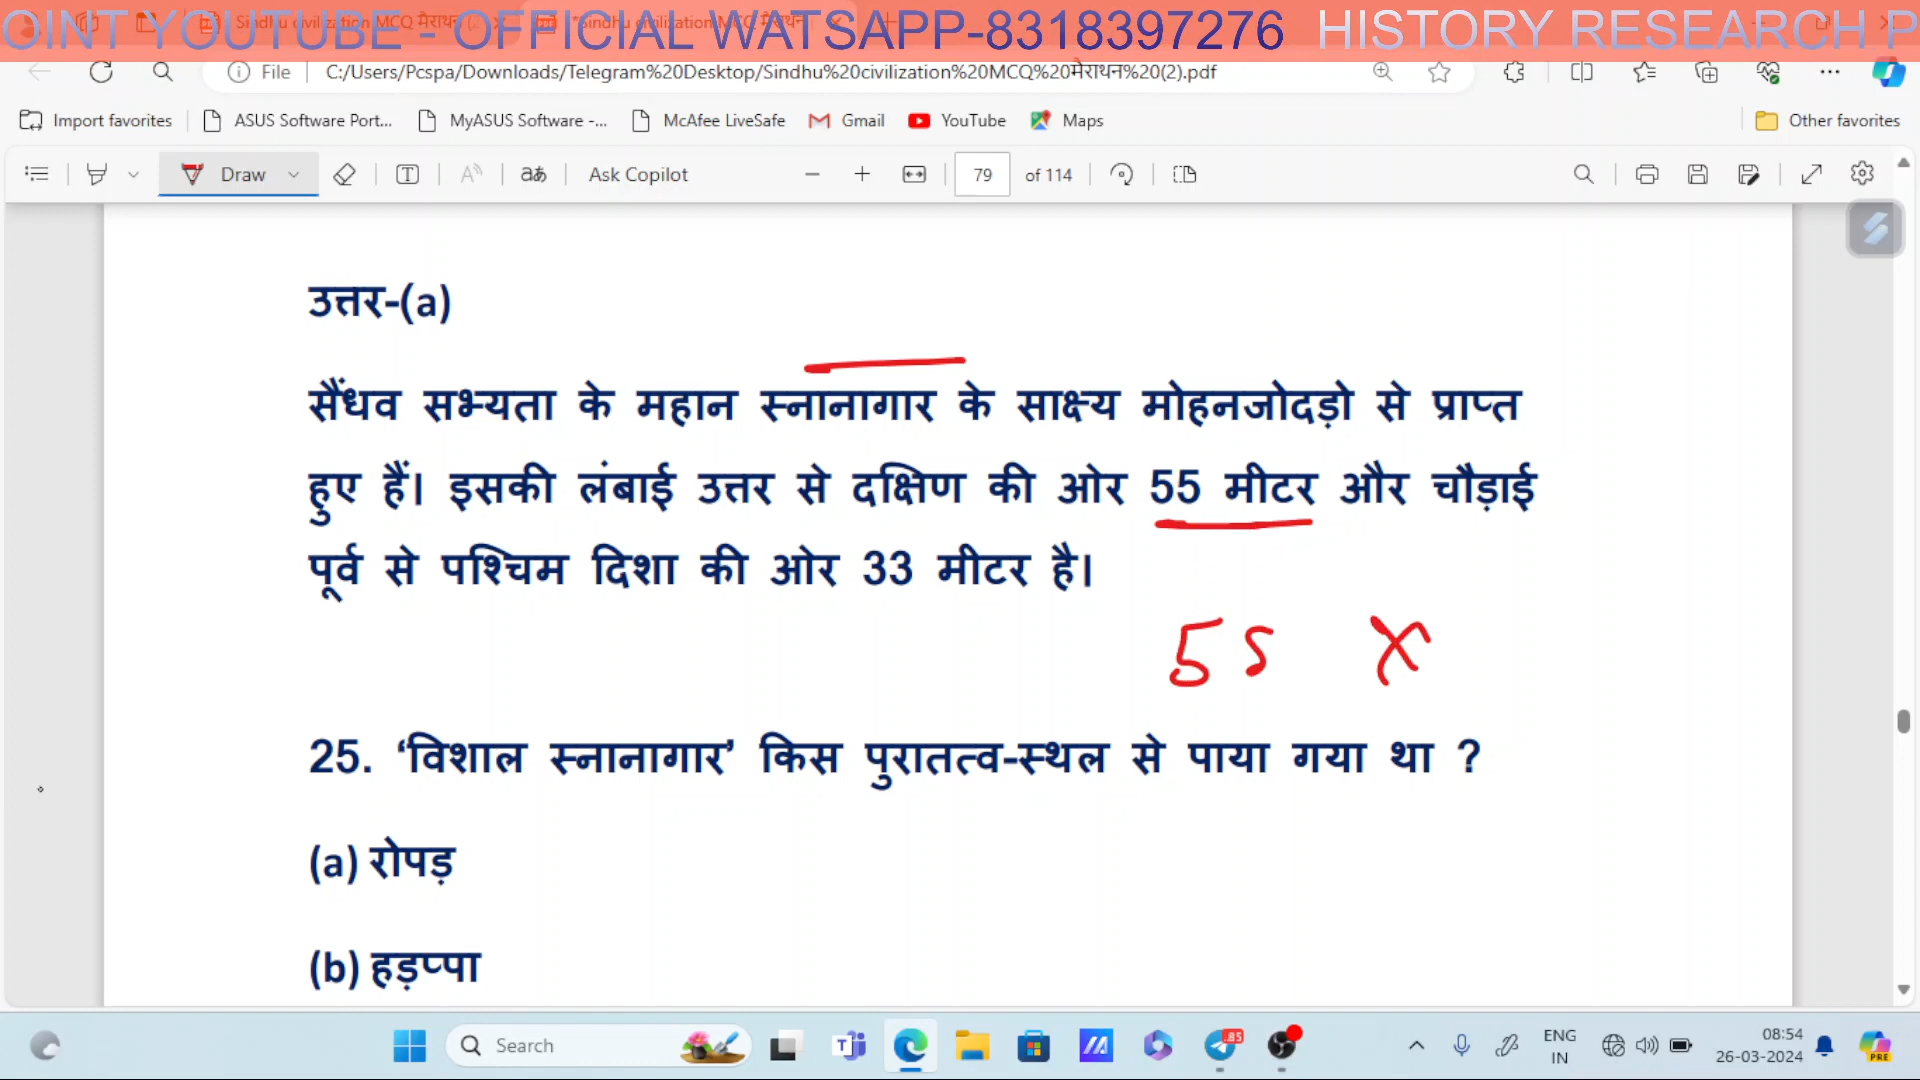 OINT YOUTUBE - OFFICIAL WATSAPP-8318397276 HISTORY RESEARCH P
File C:/Users/Pcspa/Downloads/Telegram%20Desktop/Sindhu%20civilization%20MCQ%20मैराथन%20(2).pdf
Import favorites ASUS Software Port... MyASUS Software -... McAfee LiveSafe Gmail YouTube Maps Other favorites
Draw Ask Copilot 79 of 114
उत्तर-(a)
सैंधव सभ्यता के महान स्नानागार के साक्ष्य मोहनजोदड़ो से प्राप्त
हुए हैं। इसकी लंबाई उत्तर से दक्षिण की ओर 55 मीटर और चौड़ाई
पूर्व से पश्चिम दिशा की ओर 33 मीटर है।
55 X
25. ‘विशाल स्नानागार’ किस पुरातत्व-स्थल से पाया गया था ?
(a) रोपड़
(b) हड़प्पा
Search 85 ENG 08:54
IN 26-03-2024 PRE